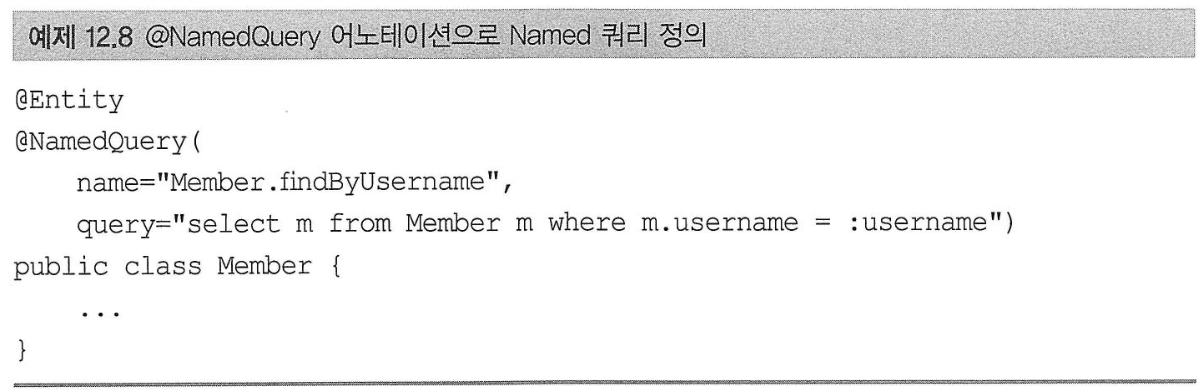 예제 12.8 @NamedQuery 어노테이션으로 Named 쿼리 정의
@Entity
@NamedQuery(
    name="Member.findByUsername",
    query="select m from Member m where m.username = :username")
public class Member {
    ...
}